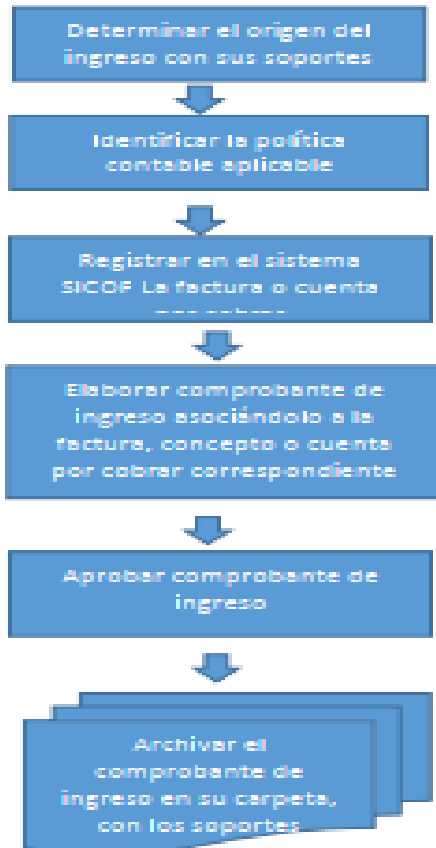 Determinar el origen del
ingreso con sus soportes
Identificar la política
contable aplicable
Registrar en el sistema
SICOF La factura o cuenta
por cobrar
Elaborar comprobante de
ingreso asociándolo a la
factura, concepto o cuenta
por cobrar correspondiente
Aprobar comprobante de
ingreso
Archivar el
comprobante de
ingreso en su carpeta,
con los soportes